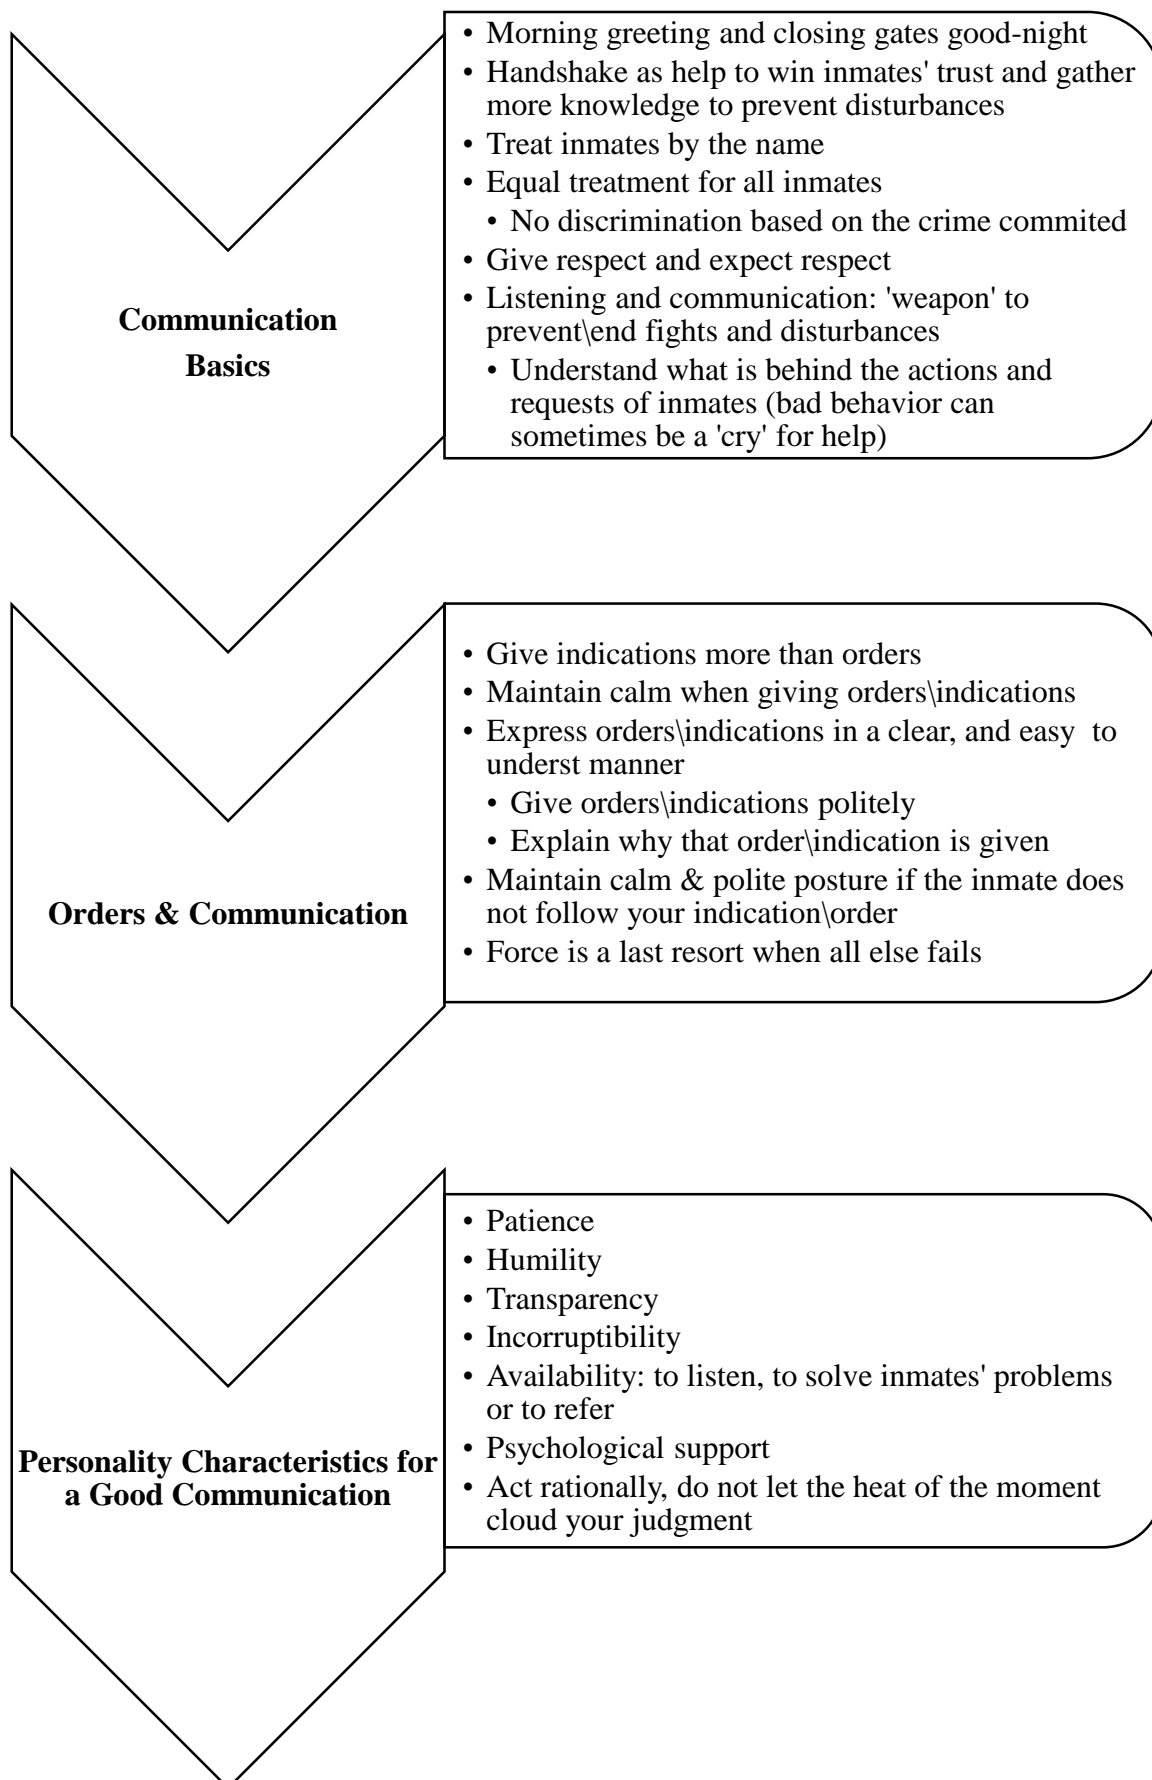 Communication
Basics
• Morning greeting and closing gates good-night
• Handshake as help to win inmates' trust and gather
more knowledge to prevent disturbances
• Treat inmates by the name
• Equal treatment for all inmates
• No discrimination based on the crime commited
• Give respect and expect respect
• Listening and communication: 'weapon' to
prevent\end fights and disturbances
• Understand what is behind the actions and
requests of inmates (bad behavior can
sometimes be a 'cry' for help)
Orders & Communication
• Give indications more than orders
• Maintain calm when giving orders\indications
• Express orders\indications in a clear, and easy  to
underst manner
• Give orders\indications politely
• Explain why that order\indication is given
• Maintain calm & polite posture if the inmate does
not follow your indication\order
• Force is a last resort when all else fails
Personality Characteristics for
a Good Communication
• Patience
• Humility
• Transparency
• Incorruptibility
• Availability: to listen, to solve inmates' problems
or to refer
• Psychological support
• Act rationally, do not let the heat of the moment
cloud your judgment